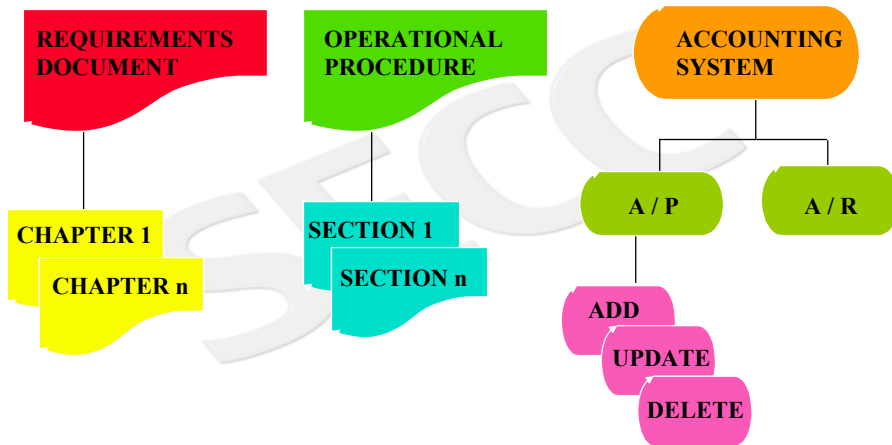 REQUIREMENTS
DOCUMENT
OPERATIONAL
PROCEDURE
ACCOUNTING
SYSTEM
A / P
A / R
CHAPTER 1
CHAPTER n
SECTION 1
SECTION n
ADD
UPDATE
DELETE
SECC